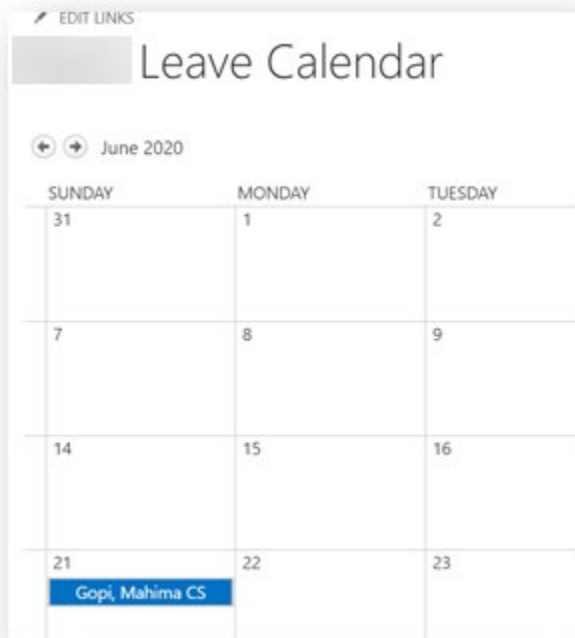 EDIT LINKS
Leave Calendar
June 2020
SUNDAY MONDAY TUESDAY
31 1 2
7 8 9
14 15 16
21 22 23
Gopi, Mahima CS